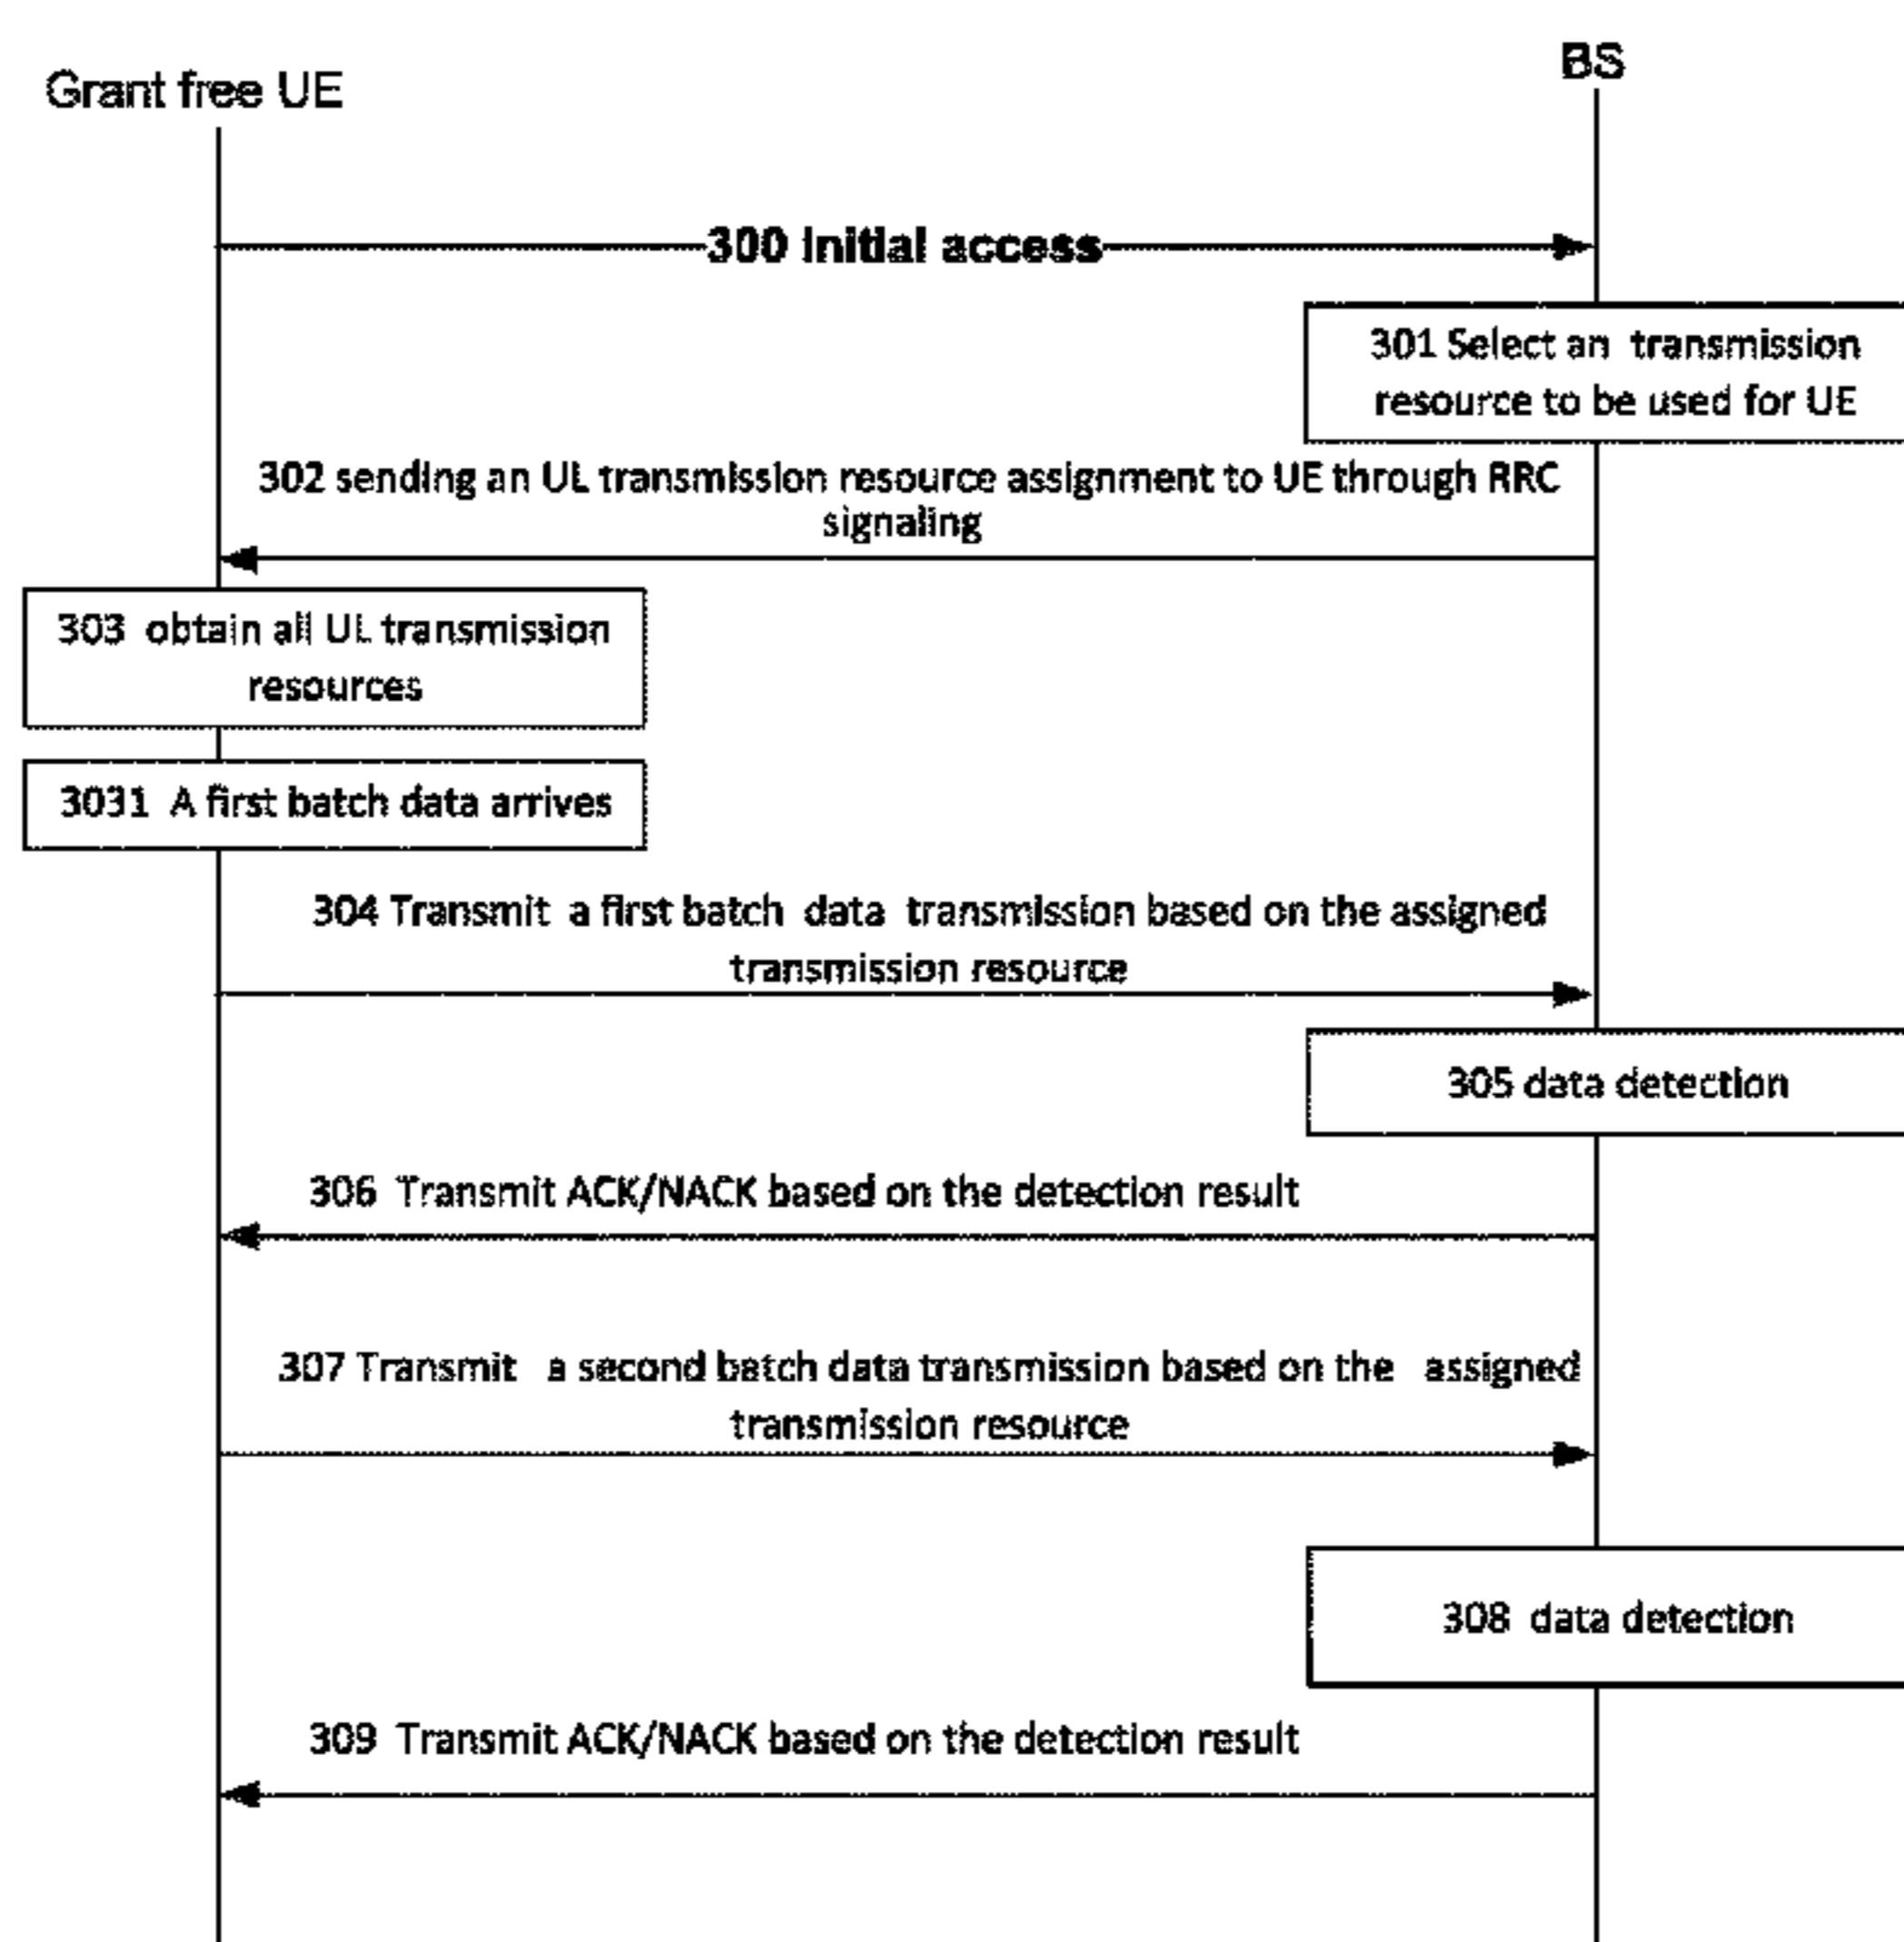 Grant free UE
BS
300 Initial access
301 Select an transmission
resource to be used for UE
302 sending an UL transmission resource assignment to UE through RRC
signaling
303 obtain all UL transmission
resources
3031 A first batch data arrives
304 Transmit a first batch data transmission based on the assigned
transmission resource
305 data detection
306 Transmit ACK/NACK based on the detection result
307 Transmit a second batch data transmission based on the assigned
transmission resource
308 data detection
309 Transmit ACK/NACK based on the detection result